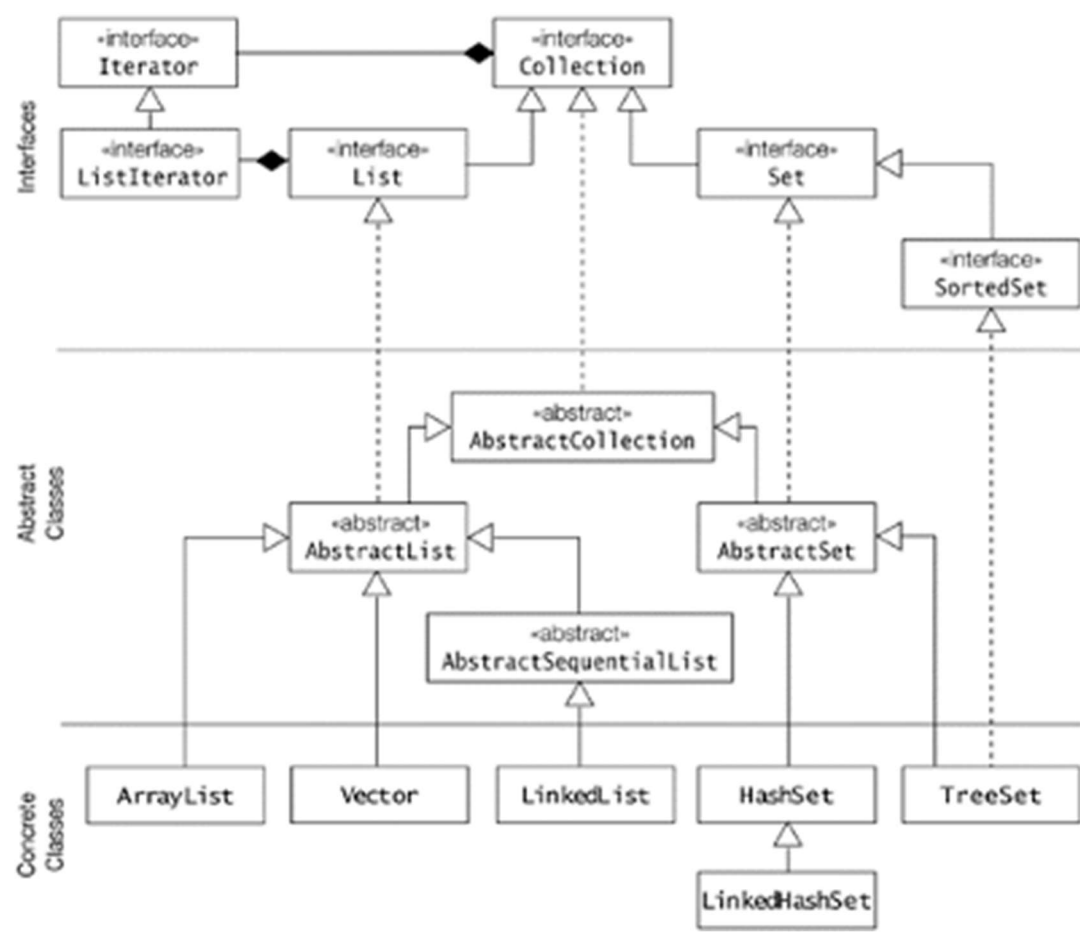 Interfaces
«interface»
Iterator
«interface»
Collection
«interface»
ListIterator
«interface»
List
«interface»
Set
«interface»
SortedSet
Abstract
Classes
«abstract»
AbstractCollection
«abstract»
AbstractList
«abstract»
AbstractSet
«abstract»
AbstractSequentialList
Concrete
Classes
ArrayList
Vector
LinkedList
HashSet
TreeSet
LinkedHashSet